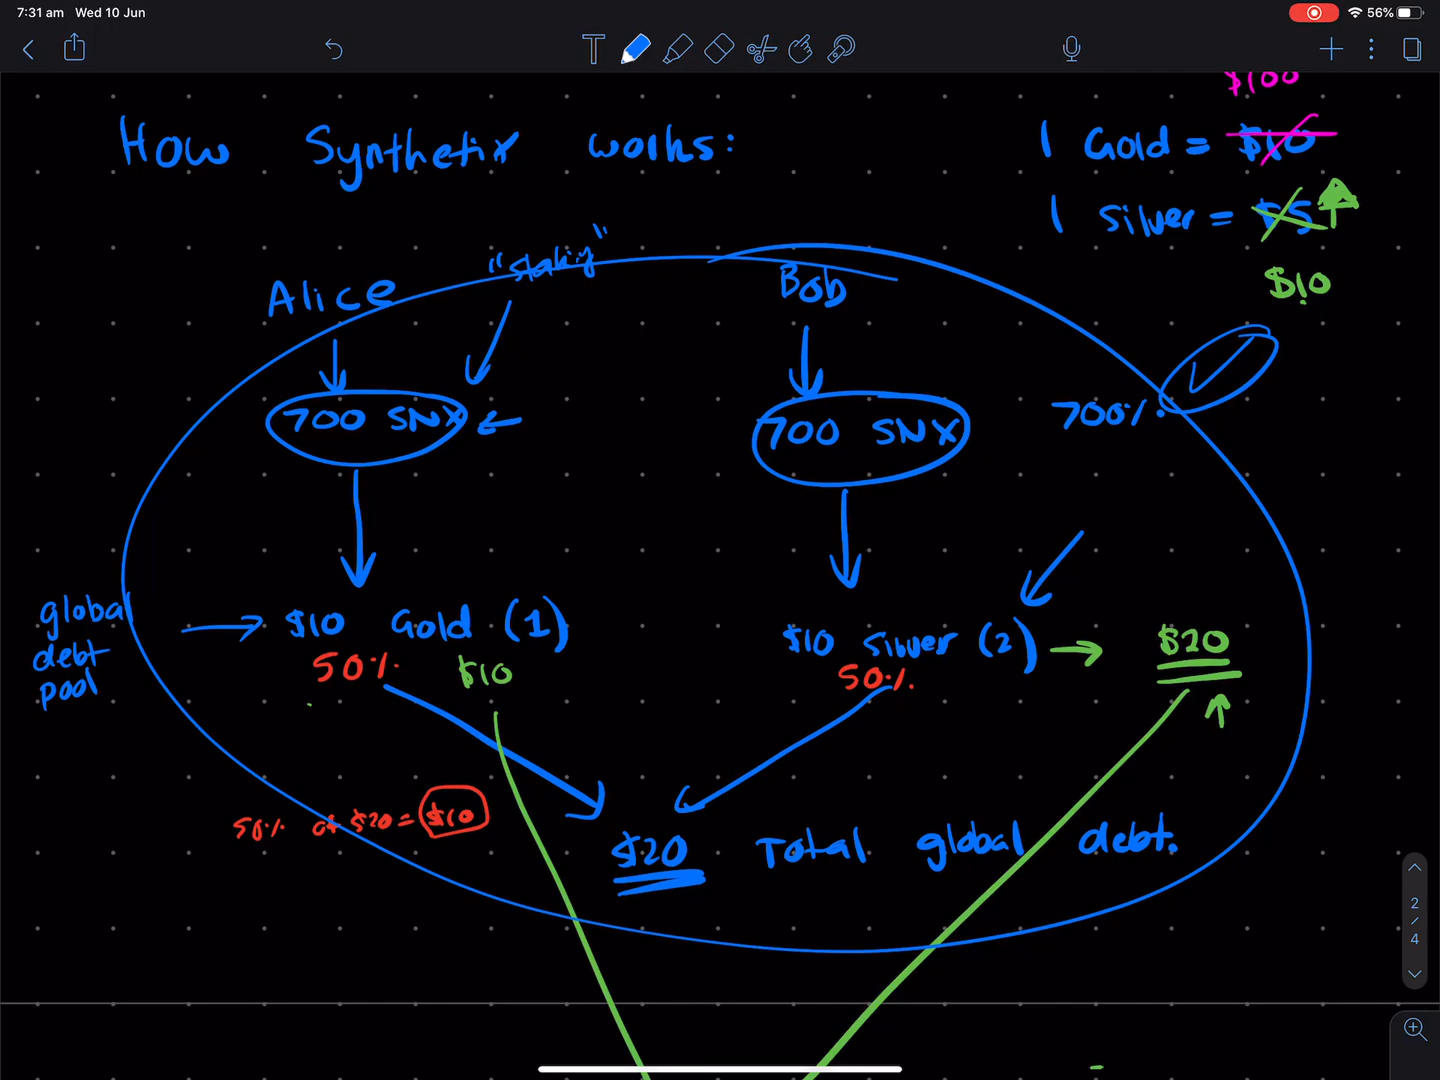 7:31 am Wed 10 Jun
56%
$100
How Synthetix works:
1 Gold = $10
1 Silver = $5
$10
"staking"
Alice
Bob
700 SNX
700 SNX
700%.
global debt pool
$10 Gold (1)
50%.
$10
$10 Silver (2)
50%.
$20
50% of $20 = $10
$20 Total global debt.
2
/
4